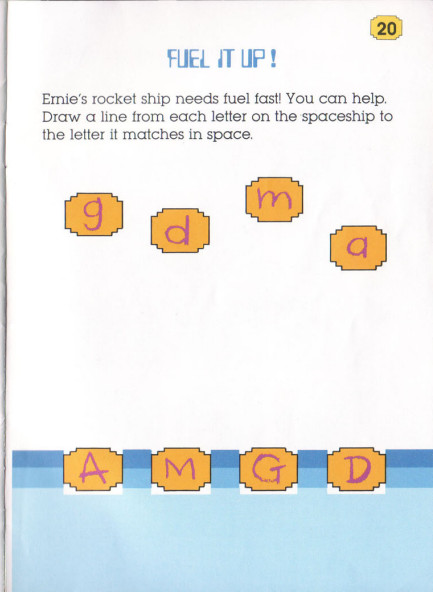 20
FUEL IT UP!
Ernie's rocket ship needs fuel fast! You can help.
Draw a line from each letter on the spaceship to
the letter it matches in space.
g d m a
A M G D